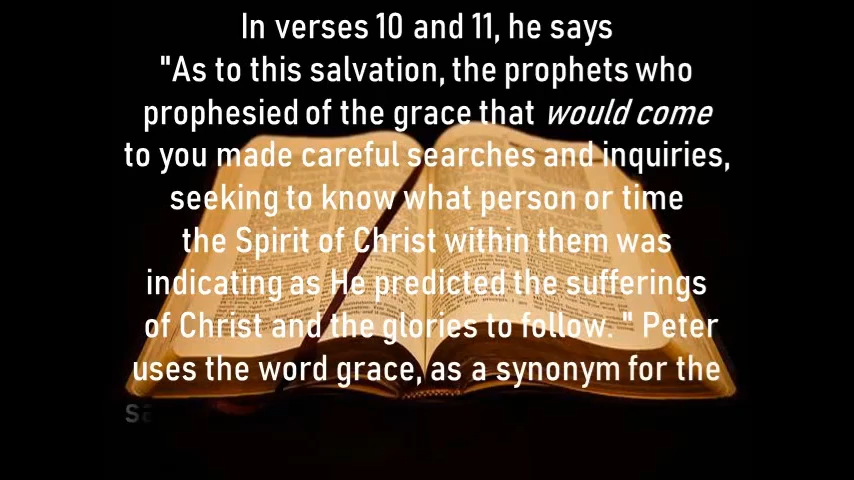 In verses 10 and 11, he says
"As to this salvation, the prophets who
prophesied of the grace that would come
to you made careful searches and inquiries,
seeking to know what person or time
the Spirit of Christ within them was
indicating as He predicted the sufferings
of Christ and the glories to follow. " Peter
uses the word grace, as a synonym for the